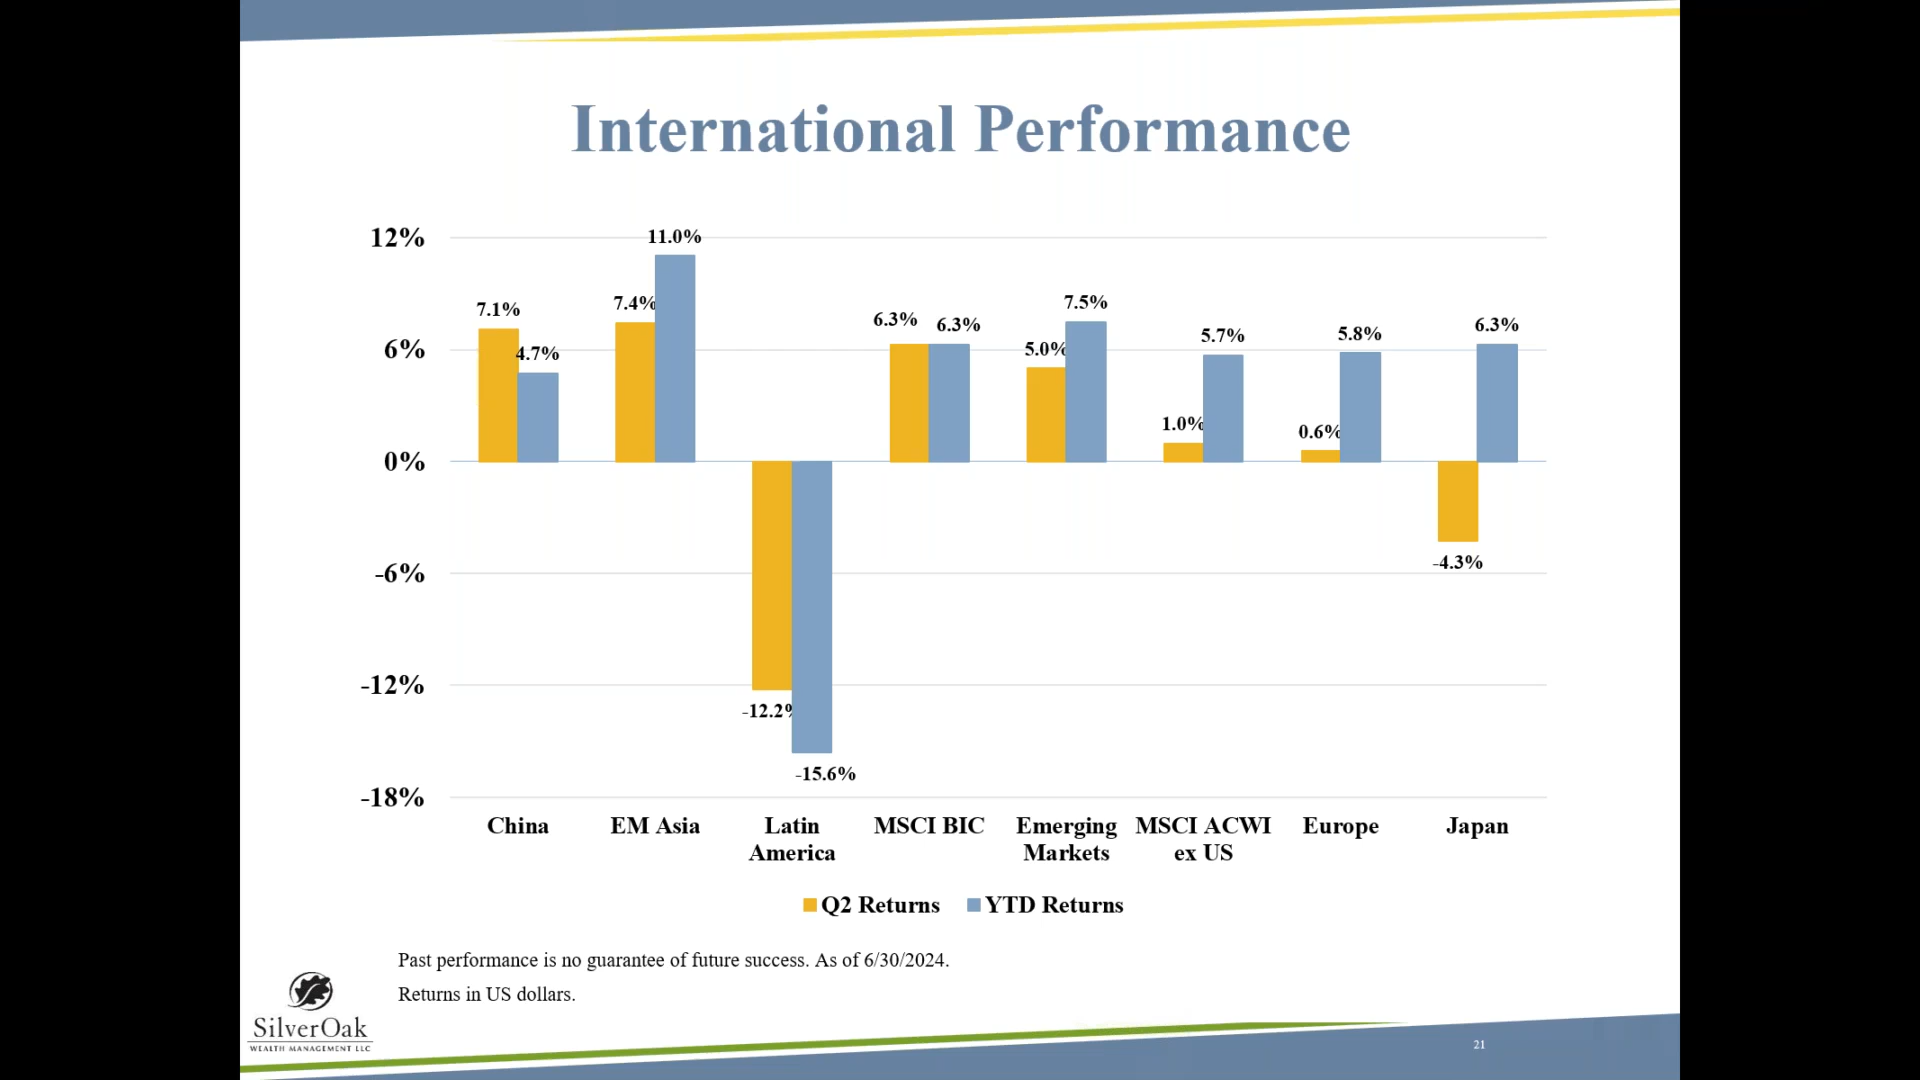 International Performance
12%
6%
0%
-6%
-12%
-18%
7.1%
4.7%
7.4%
11.0%
-12.2%
-15.6%
6.3%
6.3%
5.0%
7.5%
1.0%
5.7%
0.6%
5.8%
-4.3%
6.3%
China
EM Asia
Latin
America
MSCI BIC
Emerging
Markets
MSCI ACWI
ex US
Europe
Japan
Q2 Returns
YTD Returns
Past performance is no guarantee of future success. As of 6/30/2024.
Returns in US dollars.
SilverOak
WEALTH MANAGEMENT LLC
21